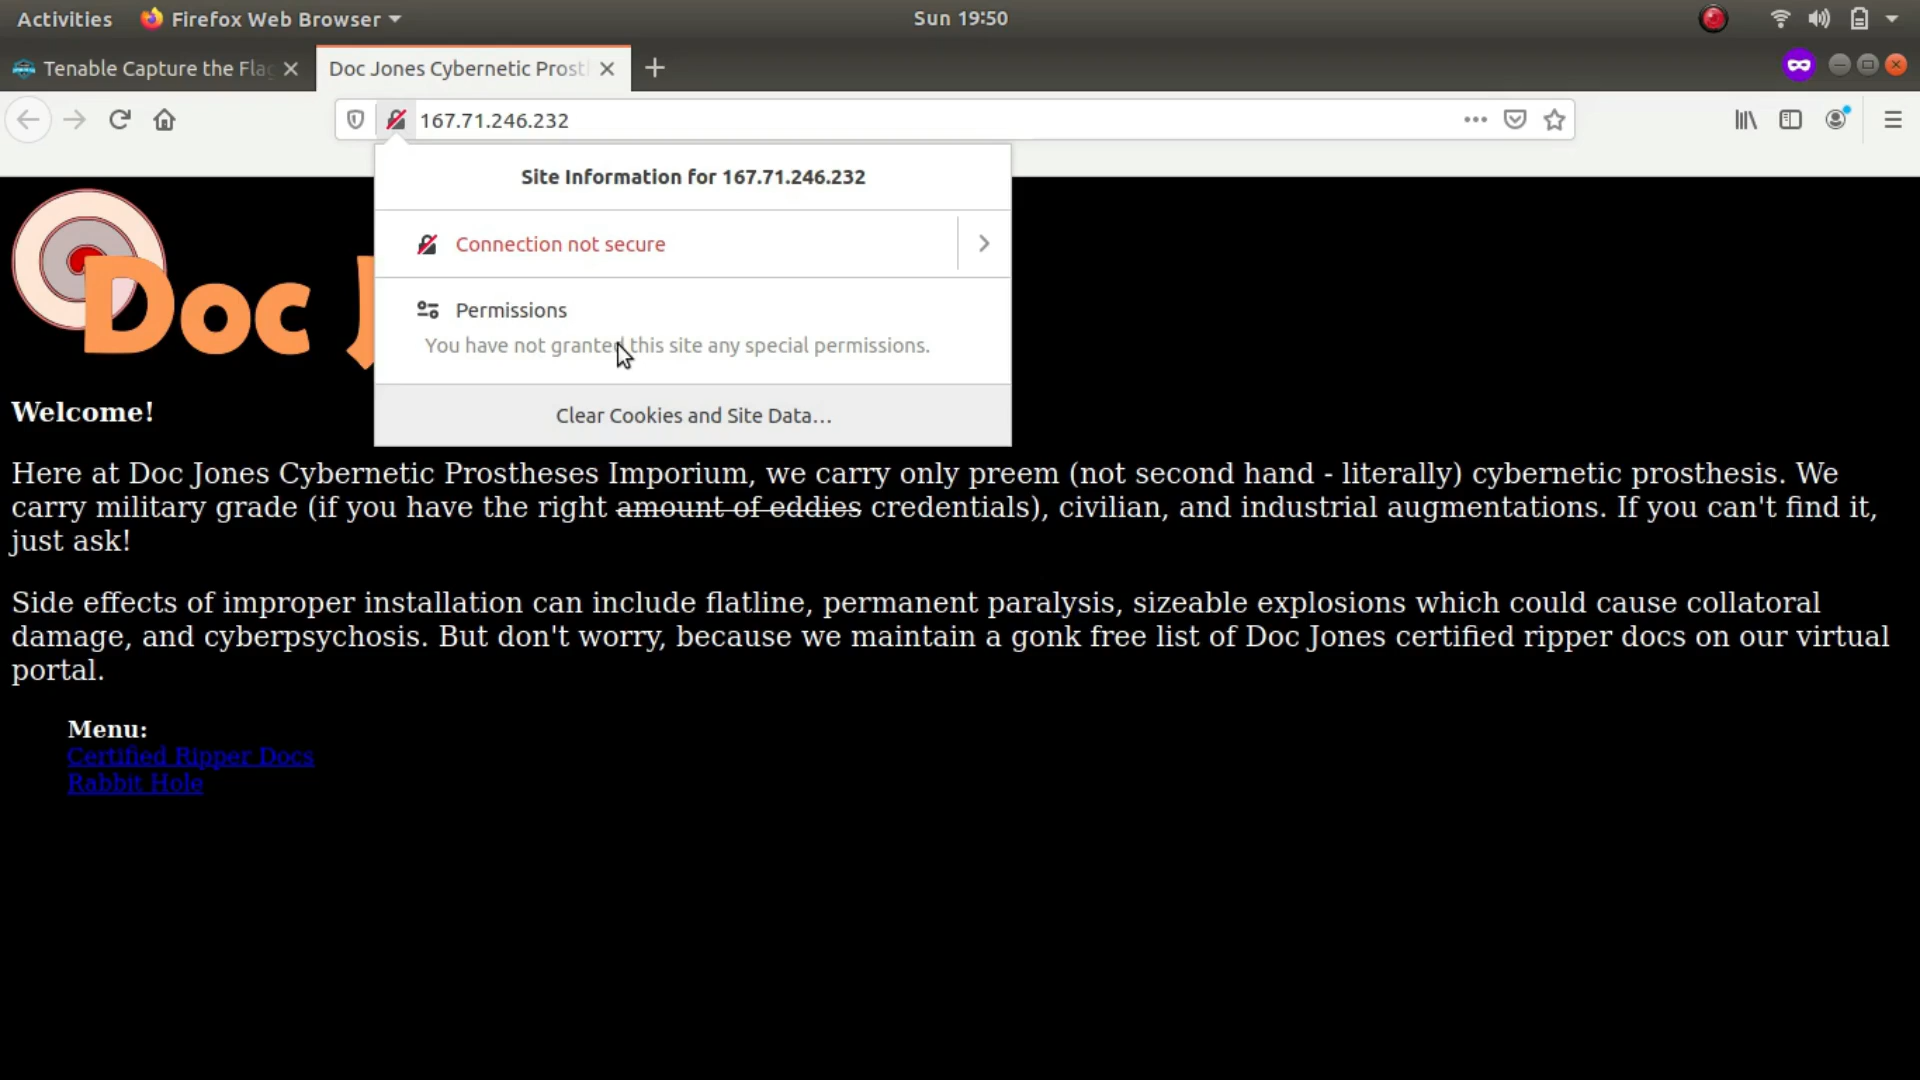 Activities Firefox Web Browser Sun 19:50
Tenable Capture the Flag Doc Jones Cybernetic Prosth
167.71.246.232
Site Information for 167.71.246.232
Connection not secure
Permissions
You have not granted this site any special permissions.
Clear Cookies and Site Data...
Doc J
Welcome!
Here at Doc Jones Cybernetic Prostheses Imporium, we carry only preem (not second hand - literally) cybernetic prosthesis. We
carry military grade (if you have the right amount of eddies credentials), civilian, and industrial augmentations. If you can't find it,
just ask!
Side effects of improper installation can include flatline, permanent paralysis, sizeable explosions which could cause collatoral
damage, and cyberpsychosis. But don't worry, because we maintain a gonk free list of Doc Jones certified ripper docs on our virtual
portal.
Menu:
Certified Ripper Docs
Rabbit Hole